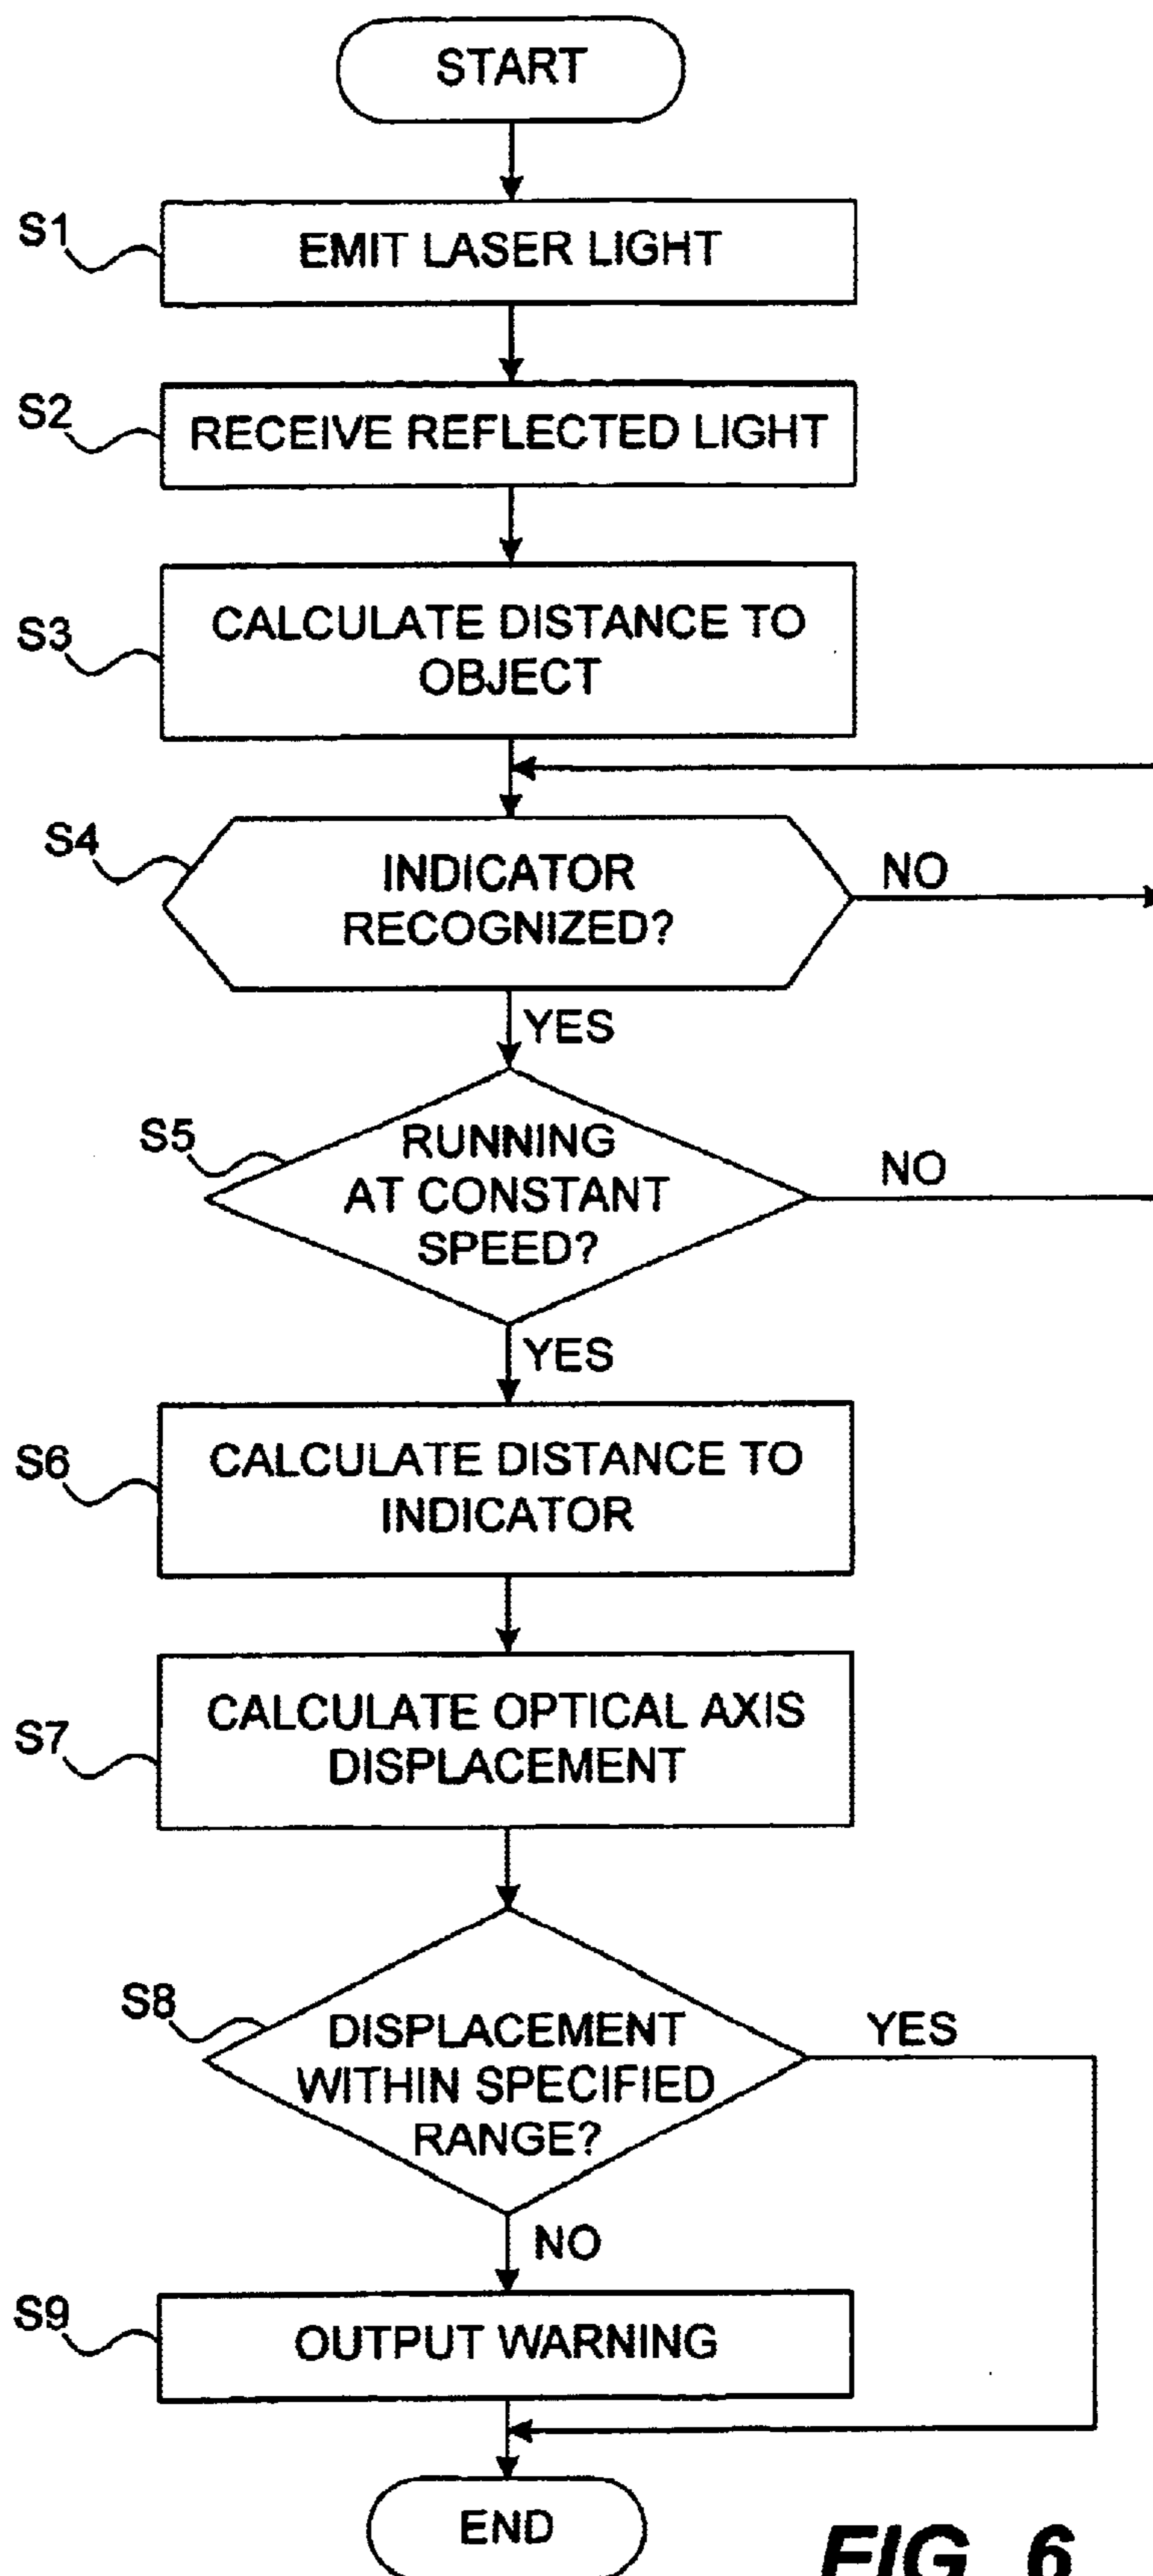 START
S1
EMIT LASER LIGHT
S2
RECEIVE REFLECTED LIGHT
S3
CALCULATE DISTANCE TO
OBJECT
S4
INDICATOR
RECOGNIZED?
NO
YES
S5
RUNNING
AT CONSTANT
SPEED?
NO
YES
S6
CALCULATE DISTANCE TO
INDICATOR
S7
CALCULATE OPTICAL AXIS
DISPLACEMENT
S8
DISPLACEMENT
WITHIN SPECIFIED
RANGE?
YES
NO
S9
OUTPUT WARNING
END
FIG. 6